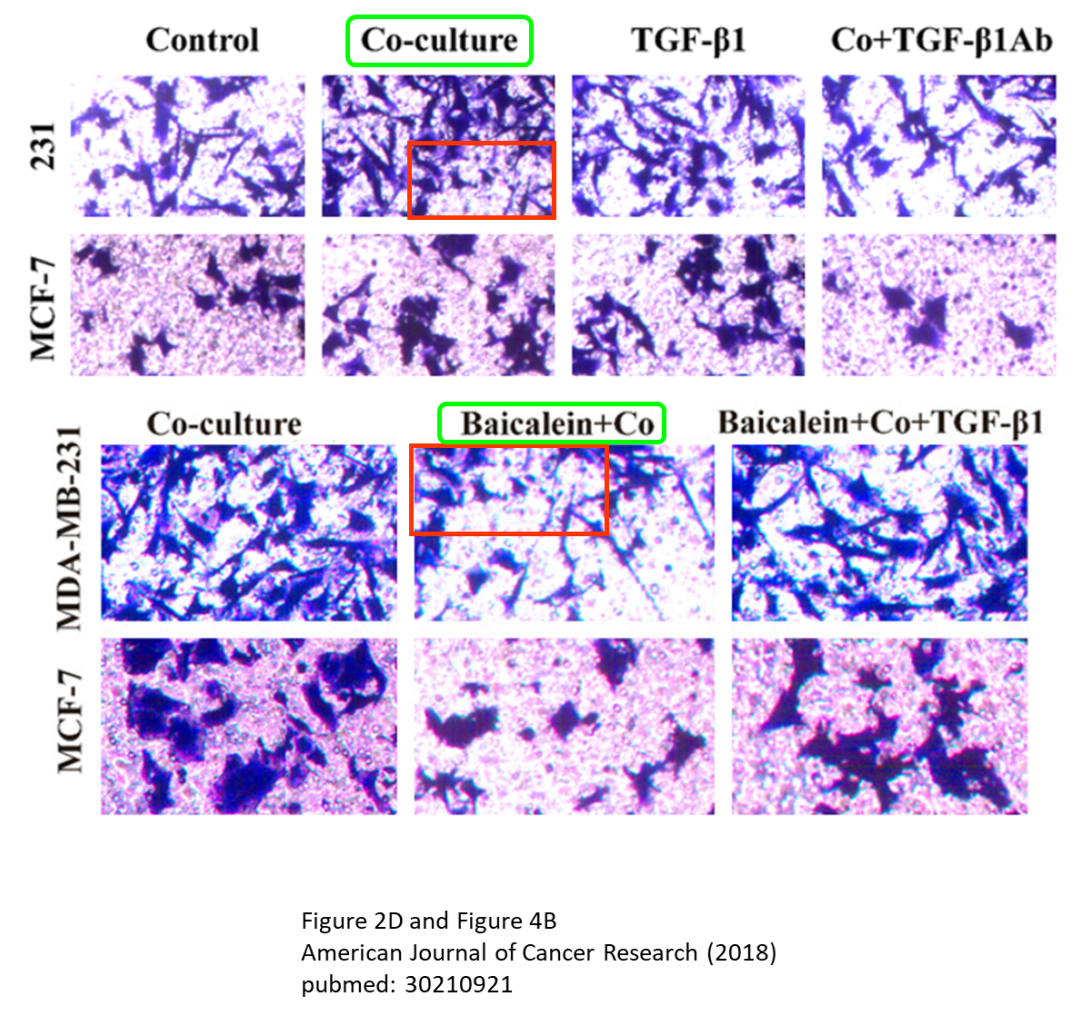 Control Co-culture TGF-β1 Co+TGF-β1Ab
231
MCF-7
Co-culture Baicalein+Co Baicalein+Co+TGF-β1
MDA-MB-231
MCF-7
Figure 2D and Figure 4B
American Journal of Cancer Research (2018)
pubmed: 30210921